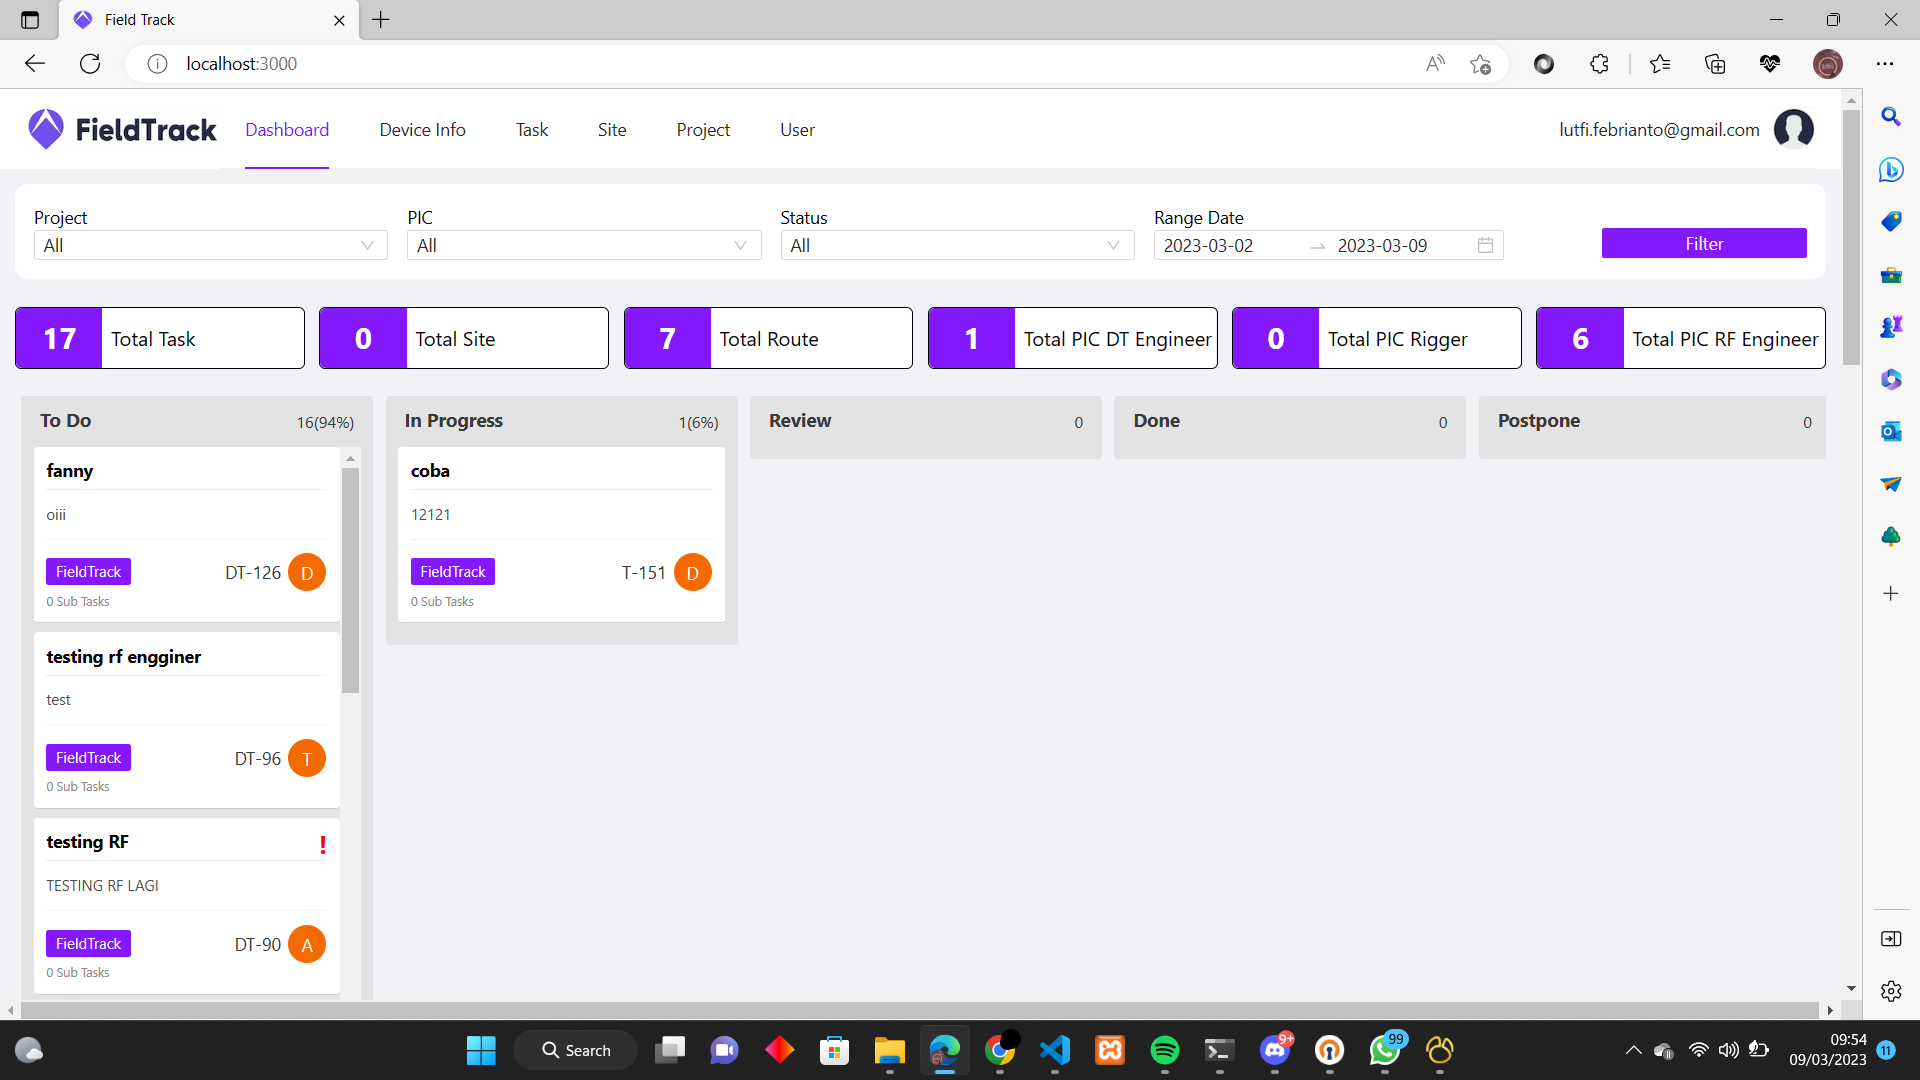 Field Track
localhost:3000
FieldTrack
Dashboard
Device Info
Task
Site
Project
User
lutfi.febrianto@gmail.com
Project
PIC
Status
Range Date
All
All
All
2023-03-02
2023-03-09
Filter
17 Total Task
0 Total Site
7 Total Route
1 Total PIC DT Engineer
0 Total PIC Rigger
6 Total PIC RF Engineer
To Do 16(94%)
fanny
oiii
FieldTrack DT-126 D
0 Sub Tasks
testing rf engginer
test
FieldTrack DT-96 T
0 Sub Tasks
testing RF !
TESTING RF LAGI
FieldTrack DT-90 A
0 Sub Tasks
In Progress 1(6%)
coba
12121
FieldTrack T-151 D
0 Sub Tasks
Review 0
Done 0
Postpone 0
Search
9+
99
09:54
09/03/2023
11